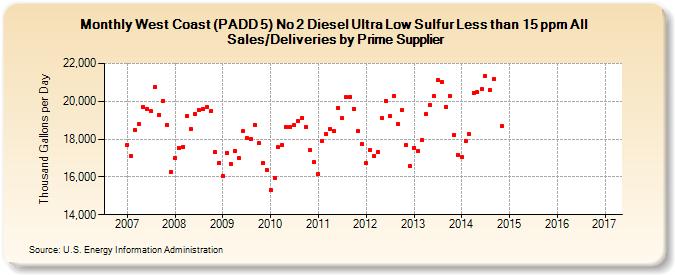 Monthly West Coast (PADD 5) No 2 Diesel Ultra Low Sulfur Less than 15 ppm All
Sales/Deliveries by Prime Supplier
Thousand Gallons per Day
22,000
20,000
18,000
16,000
14,000
2007 2008 2009 2010 2011 2012 2013 2014 2015 2016 2017
Source: U.S. Energy Information Administration